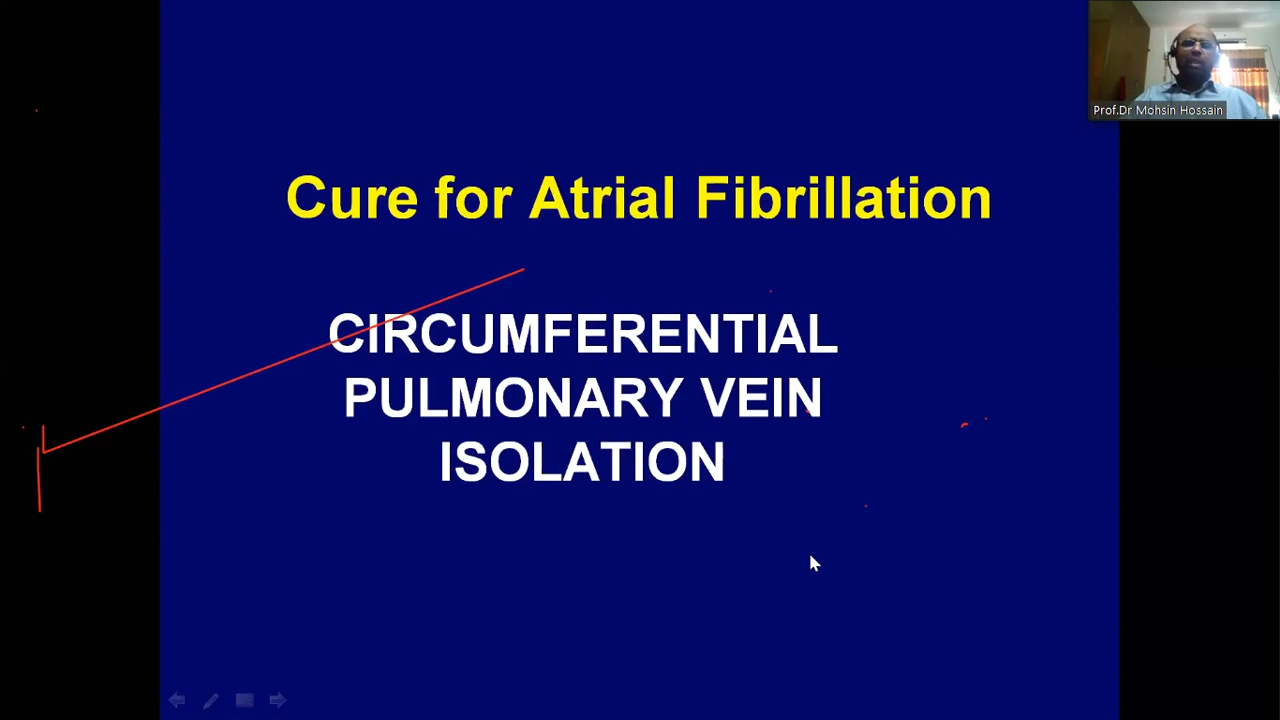 Prof.Dr Mohsin Hossain
Cure for Atrial Fibrillation
CIRCUMFERENTIAL
PULMONARY VEIN
ISOLATION